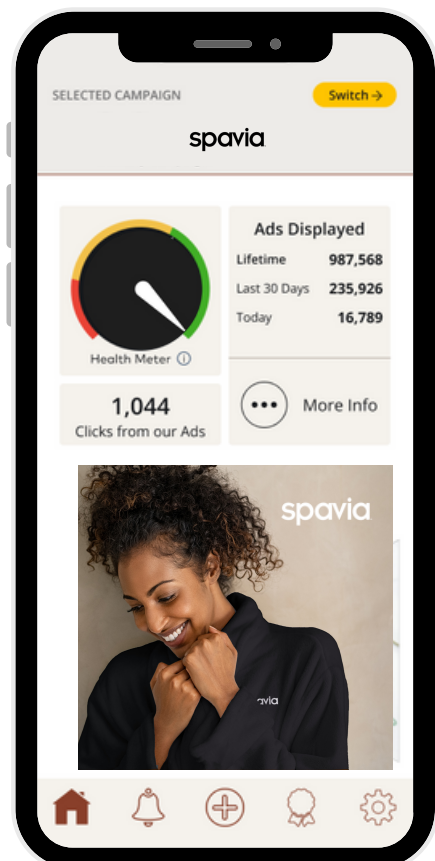 SELECTED CAMPAIGN
Switch →
spavia
Health Meter ⓘ
Ads Displayed
Lifetime 987,568
Last 30 Days 235,926
Today 16,789
1,044
Clicks from our Ads
••• More Info
spavia
avia